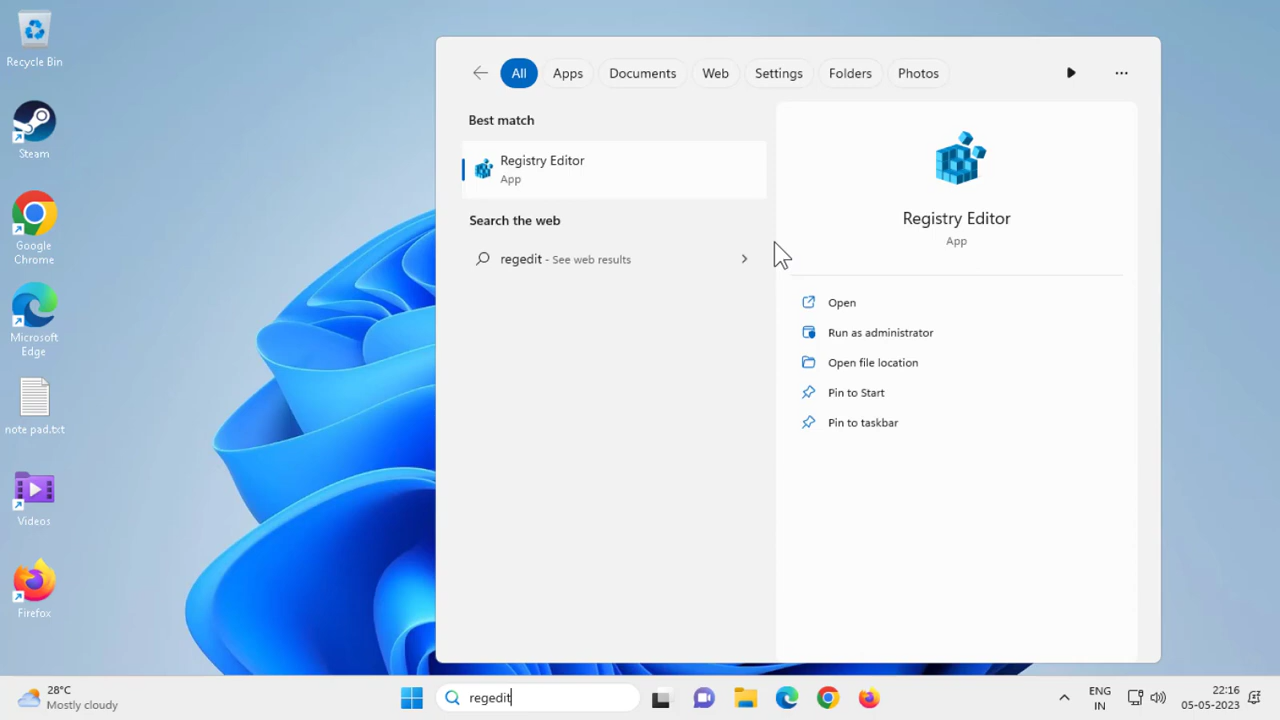 Recycle Bin
Steam
Google
Chrome
Microsoft
Edge
note pad.txt
Videos
Firefox
All
Apps
Documents
Web
Settings
Folders
Photos
Best match
Registry Editor
App
Search the web
regedit - See web results
Registry Editor
App
Open
Run as administrator
Open file location
Pin to Start
Pin to taskbar
28°C
Mostly cloudy
regedit
ENG
IN
22:16
05-05-2023